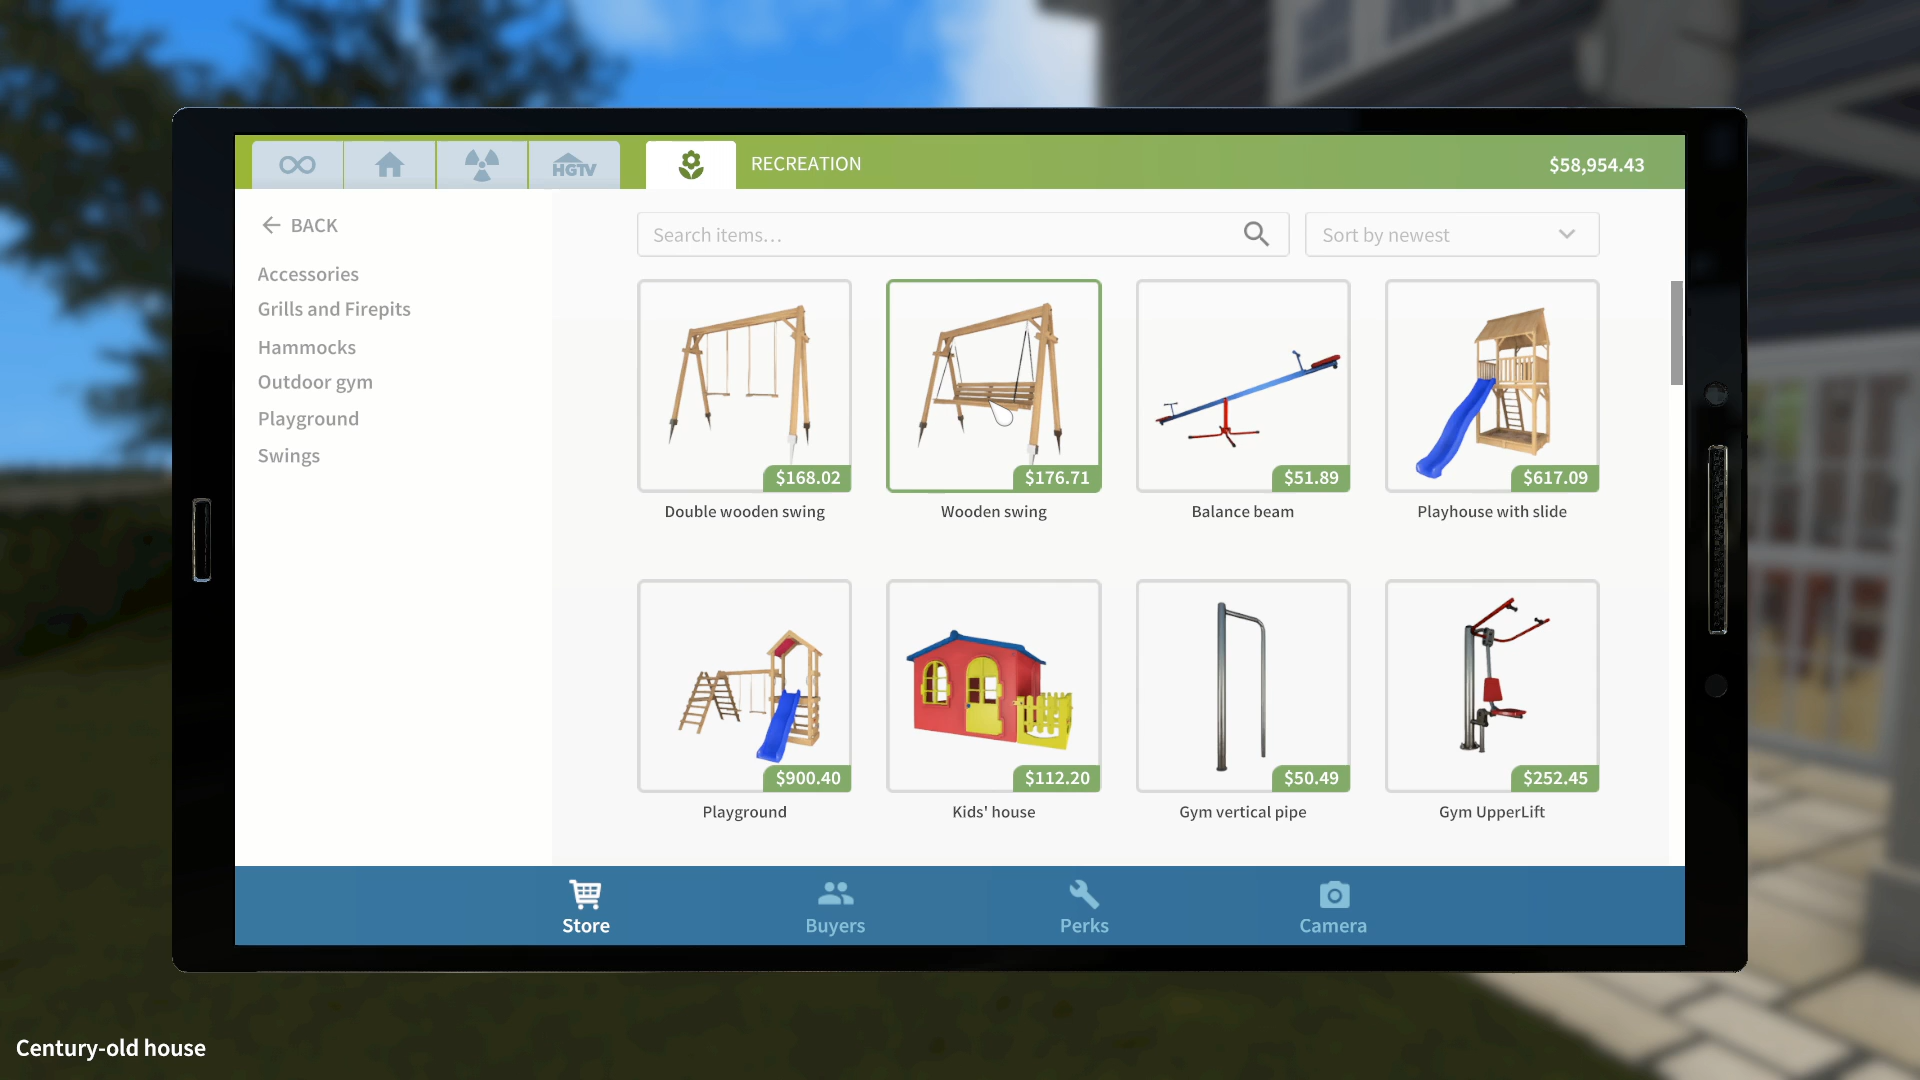 HGTV
RECREATION
$58,954.43
BACK
Accessories
Grills and Firepits
Hammocks
Outdoor gym
Playground
Swings
Search items...
Sort by newest
$168.02
$176.71
$51.89
$617.09
Double wooden swing
Wooden swing
Balance beam
Playhouse with slide
$900.40
$112.20
$50.49
$252.45
Playground
Kids' house
Gym vertical pipe
Gym UpperLift
Store
Buyers
Perks
Camera
Century-old house